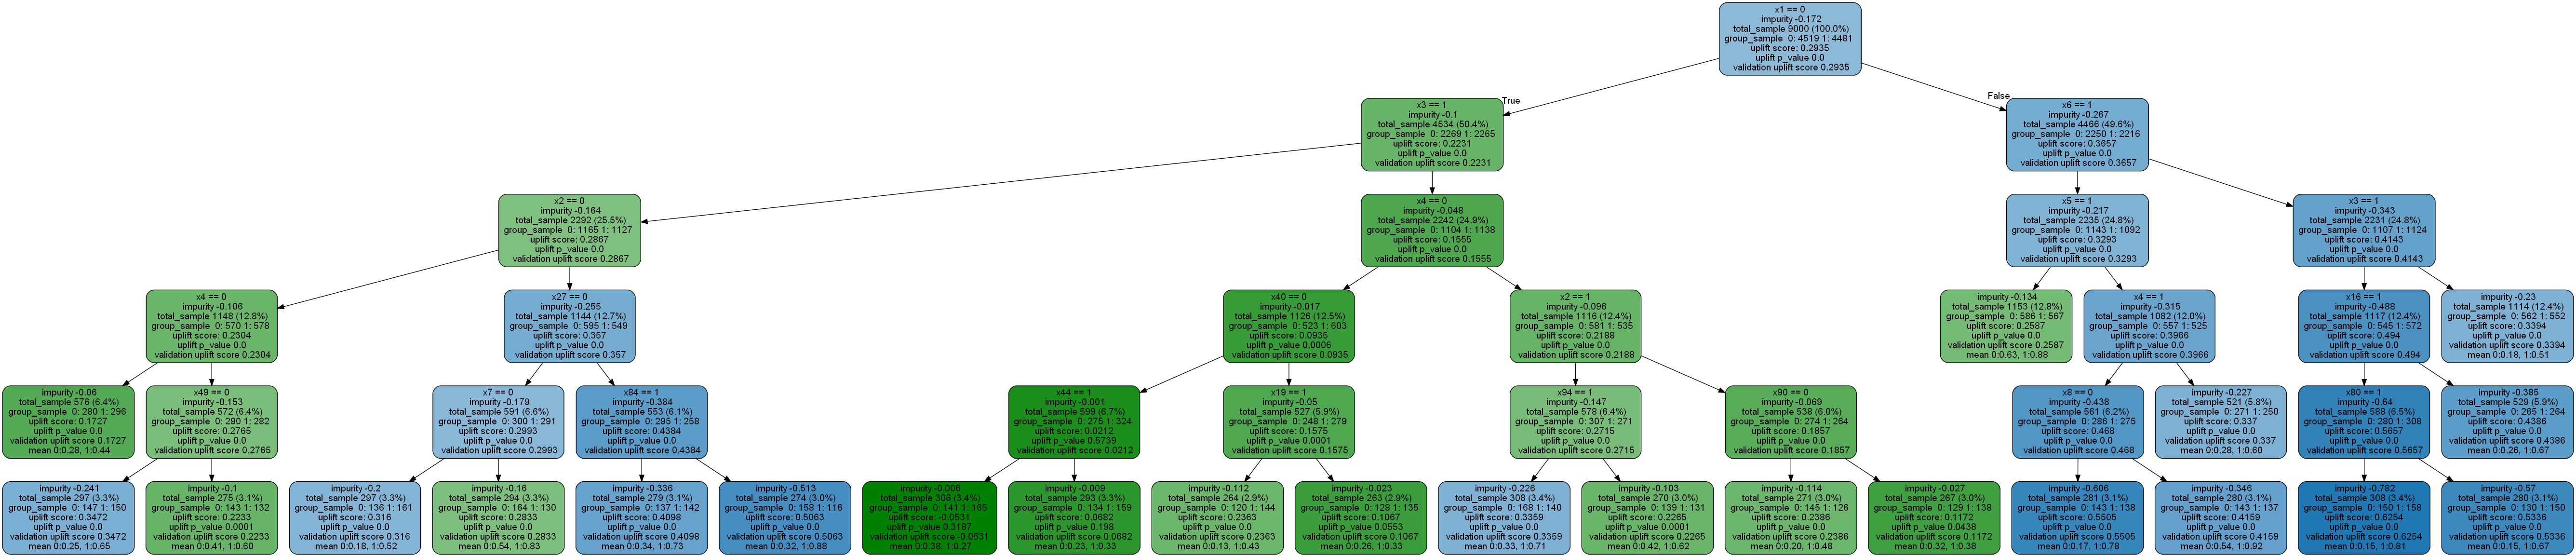 x1 == 0
impurity -0.172
total_sample 9000 (100.0%)
group_sample 0: 4519 1: 4481
uplift score: 0.2935
uplift p_value 0.0
validation uplift score 0.2935
True
False
x3 == 1
impurity -0.1
total_sample 4534 (50.4%)
group_sample 0: 2269 1: 2265
uplift score: 0.2231
uplift p_value 0.0
validation uplift score 0.2231
x6 == 1
impurity -0.267
total_sample 4466 (49.6%)
group_sample 0: 2250 1: 2216
uplift score: 0.3657
uplift p_value 0.0
validation uplift score 0.3657
x2 == 0
impurity -0.164
total_sample 2292 (25.5%)
group_sample 0: 1165 1: 1127
uplift score: 0.2867
uplift p_value 0.0
validation uplift score 0.2867
x4 == 0
impurity -0.048
total_sample 2242 (24.9%)
group_sample 0: 1104 1: 1138
uplift score: 0.1555
uplift p_value 0.0
validation uplift score 0.1555
x5 == 1
impurity -0.217
total_sample 2235 (24.8%)
group_sample 0: 1143 1: 1092
uplift score: 0.3293
uplift p_value 0.0
validation uplift score 0.3293
x3 == 1
impurity -0.343
total_sample 2231 (24.8%)
group_sample 0: 1107 1: 1124
uplift score: 0.4143
uplift p_value 0.0
validation uplift score 0.4143
x4 == 0
impurity -0.106
total_sample 1148 (12.8%)
group_sample 0: 570 1: 578
uplift score: 0.2304
uplift p_value 0.0
validation uplift score 0.2304
x27 == 0
impurity -0.255
total_sample 1144 (12.7%)
group_sample 0: 595 1: 549
uplift score: 0.357
uplift p_value 0.0
validation uplift score 0.357
x40 == 0
impurity -0.017
total_sample 1126 (12.5%)
group_sample 0: 523 1: 603
uplift score: 0.0935
uplift p_value 0.0006
validation uplift score 0.0935
x2 == 1
impurity -0.096
total_sample 1116 (12.4%)
group_sample 0: 581 1: 535
uplift score: 0.2188
uplift p_value 0.0
validation uplift score 0.2188
impurity -0.134
total_sample 1153 (12.8%)
group_sample 0: 586 1: 567
uplift score: 0.2587
uplift p_value 0.0
validation uplift score 0.2587
mean 0:0.63, 1:0.88
x4 == 1
impurity -0.315
total_sample 1082 (12.0%)
group_sample 0: 557 1: 525
uplift score: 0.3966
uplift p_value 0.0
validation uplift score 0.3966
x16 == 1
impurity -0.488
total_sample 1117 (12.4%)
group_sample 0: 545 1: 572
uplift score: 0.494
uplift p_value 0.0
validation uplift score 0.494
impurity -0.23
total_sample 1114 (12.4%)
group_sample 0: 562 1: 552
uplift score: 0.3394
uplift p_value 0.0
validation uplift score 0.3394
mean 0:0.18, 1:0.51
impurity -0.06
total_sample 576 (6.4%)
group_sample 0: 280 1: 296
uplift score: 0.1727
uplift p_value 0.0
validation uplift score 0.1727
mean 0:0.28, 1:0.44
x49 == 0
impurity -0.153
total_sample 572 (6.4%)
group_sample 0: 290 1: 282
uplift score: 0.2765
uplift p_value 0.0
validation uplift score 0.2765
x7 == 0
impurity -0.179
total_sample 591 (6.6%)
group_sample 0: 300 1: 291
uplift score: 0.2993
uplift p_value 0.0
validation uplift score 0.2993
x84 == 1
impurity -0.384
total_sample 553 (6.1%)
group_sample 0: 295 1: 258
uplift score: 0.4384
uplift p_value 0.0
validation uplift score 0.4384
x44 == 1
impurity -0.001
total_sample 599 (6.7%)
group_sample 0: 275 1: 324
uplift score: 0.0212
uplift p_value 0.5739
validation uplift score 0.0212
x19 == 1
impurity -0.05
total_sample 527 (5.9%)
group_sample 0: 248 1: 279
uplift score: 0.1575
uplift p_value 0.0001
validation uplift score 0.1575
x94 == 1
impurity -0.147
total_sample 578 (6.4%)
group_sample 0: 307 1: 271
uplift score: 0.2715
uplift p_value 0.0
validation uplift score 0.2715
x90 == 0
impurity -0.069
total_sample 538 (6.0%)
group_sample 0: 274 1: 264
uplift score: 0.1857
uplift p_value 0.0
validation uplift score 0.1857
x8 == 0
impurity -0.438
total_sample 561 (6.2%)
group_sample 0: 286 1: 275
uplift score: 0.468
uplift p_value 0.0
validation uplift score 0.468
impurity -0.227
total_sample 521 (5.8%)
group_sample 0: 271 1: 250
uplift score: 0.337
uplift p_value 0.0
validation uplift score 0.337
mean 0:0.28, 1:0.60
x80 == 1
impurity -0.64
total_sample 588 (6.5%)
group_sample 0: 280 1: 308
uplift score: 0.5657
uplift p_value 0.0
validation uplift score 0.5657
impurity -0.385
total_sample 529 (5.9%)
group_sample 0: 265 1: 264
uplift score: 0.4386
uplift p_value 0.0
validation uplift score 0.4386
mean 0:0.26, 1:0.67
impurity -0.241
total_sample 297 (3.3%)
group_sample 0: 147 1: 150
uplift score: 0.3472
uplift p_value 0.0
validation uplift score 0.3472
mean 0:0.25, 1:0.65
impurity -0.1
total_sample 275 (3.1%)
group_sample 0: 143 1: 132
uplift score: 0.2233
uplift p_value 0.0001
validation uplift score 0.2233
mean 0:0.41, 1:0.60
impurity -0.2
total_sample 297 (3.3%)
group_sample 0: 136 1: 161
uplift score: 0.316
uplift p_value 0.0
validation uplift score 0.316
mean 0:0.18, 1:0.52
impurity -0.16
total_sample 294 (3.3%)
group_sample 0: 164 1: 130
uplift score: 0.2833
uplift p_value 0.0
validation uplift score 0.2833
mean 0:0.54, 1:0.83
impurity -0.336
total_sample 279 (3.1%)
group_sample 0: 137 1: 142
uplift score: 0.4098
uplift p_value 0.0
validation uplift score 0.4098
mean 0:0.34, 1:0.73
impurity -0.513
total_sample 274 (3.0%)
group_sample 0: 158 1: 116
uplift score: 0.5063
uplift p_value 0.0
validation uplift score 0.5063
mean 0:0.32, 1:0.88
impurity -0.006
total_sample 306 (3.4%)
group_sample 0: 141 1: 165
uplift score: -0.0531
uplift p_value 0.3187
validation uplift score -0.0531
mean 0:0.38, 1:0.27
impurity -0.009
total_sample 293 (3.3%)
group_sample 0: 134 1: 159
uplift score: 0.0682
uplift p_value 0.198
validation uplift score 0.0682
mean 0:0.23, 1:0.33
impurity -0.112
total_sample 264 (2.9%)
group_sample 0: 120 1: 144
uplift score: 0.2363
uplift p_value 0.0001
validation uplift score 0.2363
mean 0:0.13, 1:0.43
impurity -0.023
total_sample 263 (2.9%)
group_sample 0: 128 1: 135
uplift score: 0.1067
uplift p_value 0.0553
validation uplift score 0.1067
mean 0:0.26, 1:0.33
impurity -0.226
total_sample 308 (3.4%)
group_sample 0: 168 1: 140
uplift score: 0.3359
uplift p_value 0.0
validation uplift score 0.3359
mean 0:0.33, 1:0.71
impurity -0.103
total_sample 270 (3.0%)
group_sample 0: 139 1: 131
uplift score: 0.2265
uplift p_value 0.0001
validation uplift score 0.2265
mean 0:0.42, 1:0.62
impurity -0.114
total_sample 271 (3.0%)
group_sample 0: 145 1: 126
uplift score: 0.2386
uplift p_value 0.0
validation uplift score 0.2386
mean 0:0.20, 1:0.48
impurity -0.027
total_sample 267 (3.0%)
group_sample 0: 129 1: 138
uplift score: 0.1172
uplift p_value 0.0438
validation uplift score 0.1172
mean 0:0.32, 1:0.38
impurity -0.606
total_sample 281 (3.1%)
group_sample 0: 143 1: 138
uplift score: 0.5505
uplift p_value 0.0
validation uplift score 0.5505
mean 0:0.17, 1:0.78
impurity -0.346
total_sample 280 (3.1%)
group_sample 0: 143 1: 137
uplift score: 0.4159
uplift p_value 0.0
validation uplift score 0.4159
mean 0:0.54, 1:0.92
impurity -0.782
total_sample 308 (3.4%)
group_sample 0: 150 1: 158
uplift score: 0.6254
uplift p_value 0.0
validation uplift score 0.6254
mean 0:0.15, 1:0.81
impurity -0.57
total_sample 280 (3.1%)
group_sample 0: 130 1: 150
uplift score: 0.5336
uplift p_value 0.0
validation uplift score 0.5336
mean 0:0.15, 1:0.67